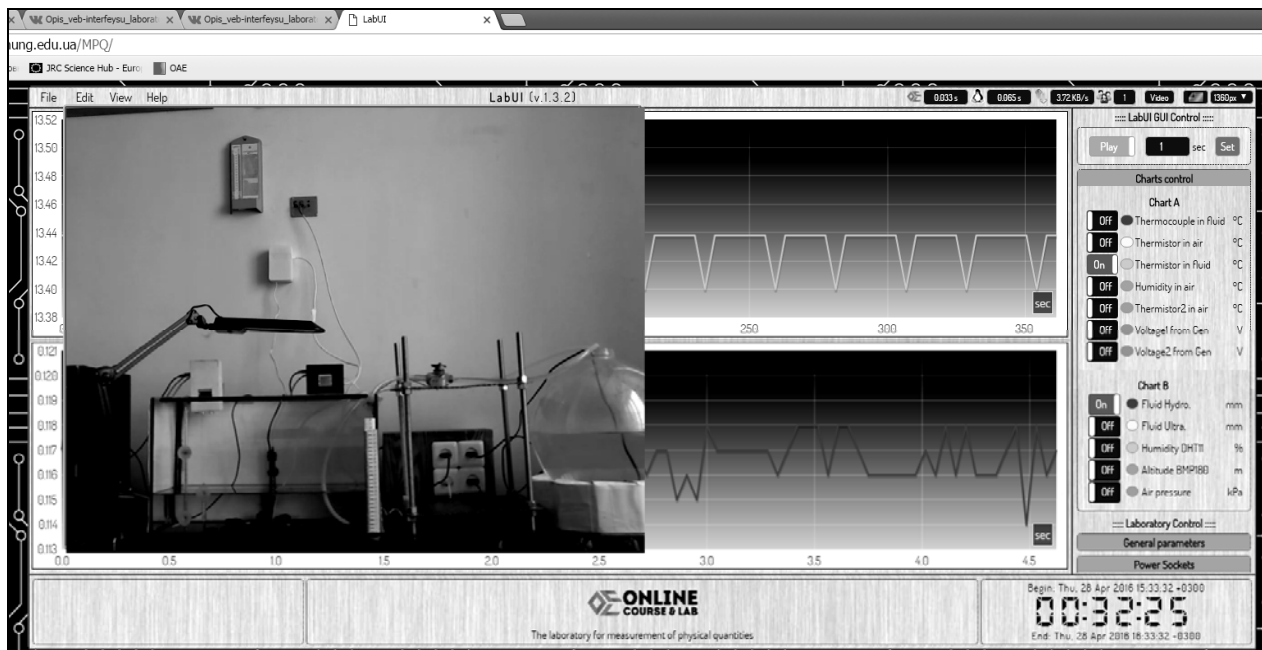 Opis_veb-interfeysu_laborat x Opis_veb-interfeysu_laborat x LabUI x
nung.edu.ua/MPQ/
JRC Science Hub - Euro OAE
File Edit View Help LabUI (v.1.3.2) 0.033 s 0.065 s 3.72 KB/s 1 Video 1360px ▼
::::: LabUI GUI Control :::::
Play 1 sec Set
Charts control
Chart A
Off Thermocouple in fluid °C
Off Thermistor in air °C
On Thermistor in fluid °C
Off Humidity in air °C
Off Thermistor2 in air °C
Off Voltage1 from Gen V
Off Voltage2 from Gen V
Chart B
On Fluid Hydro. mm
Off Fluid Ultra. mm
Off Humidity DHT11 %
Off Altitude BMP180 m
Off Air pressure kPa
::::: Laboratory Control :::::
General parameters
Power Sockets
13.52
13.50
13.48
13.46
13.44
13.42
13.40
13.38
250 300 350
sec
0.121
0.120
0.119
0.118
0.117
0.116
0.115
0.114
0.113
0.0 0.5 1.0 1.5 2.0 2.5 3.0 3.5 4.0 4.5
sec
ONLINE
COURSE & LAB
The laboratory for measurement of physical quantities
Begin: Thu, 28 Apr 2016 15:33:32 +0300
00:32:25
End: Thu, 28 Apr 2016 16:33:32 +0300